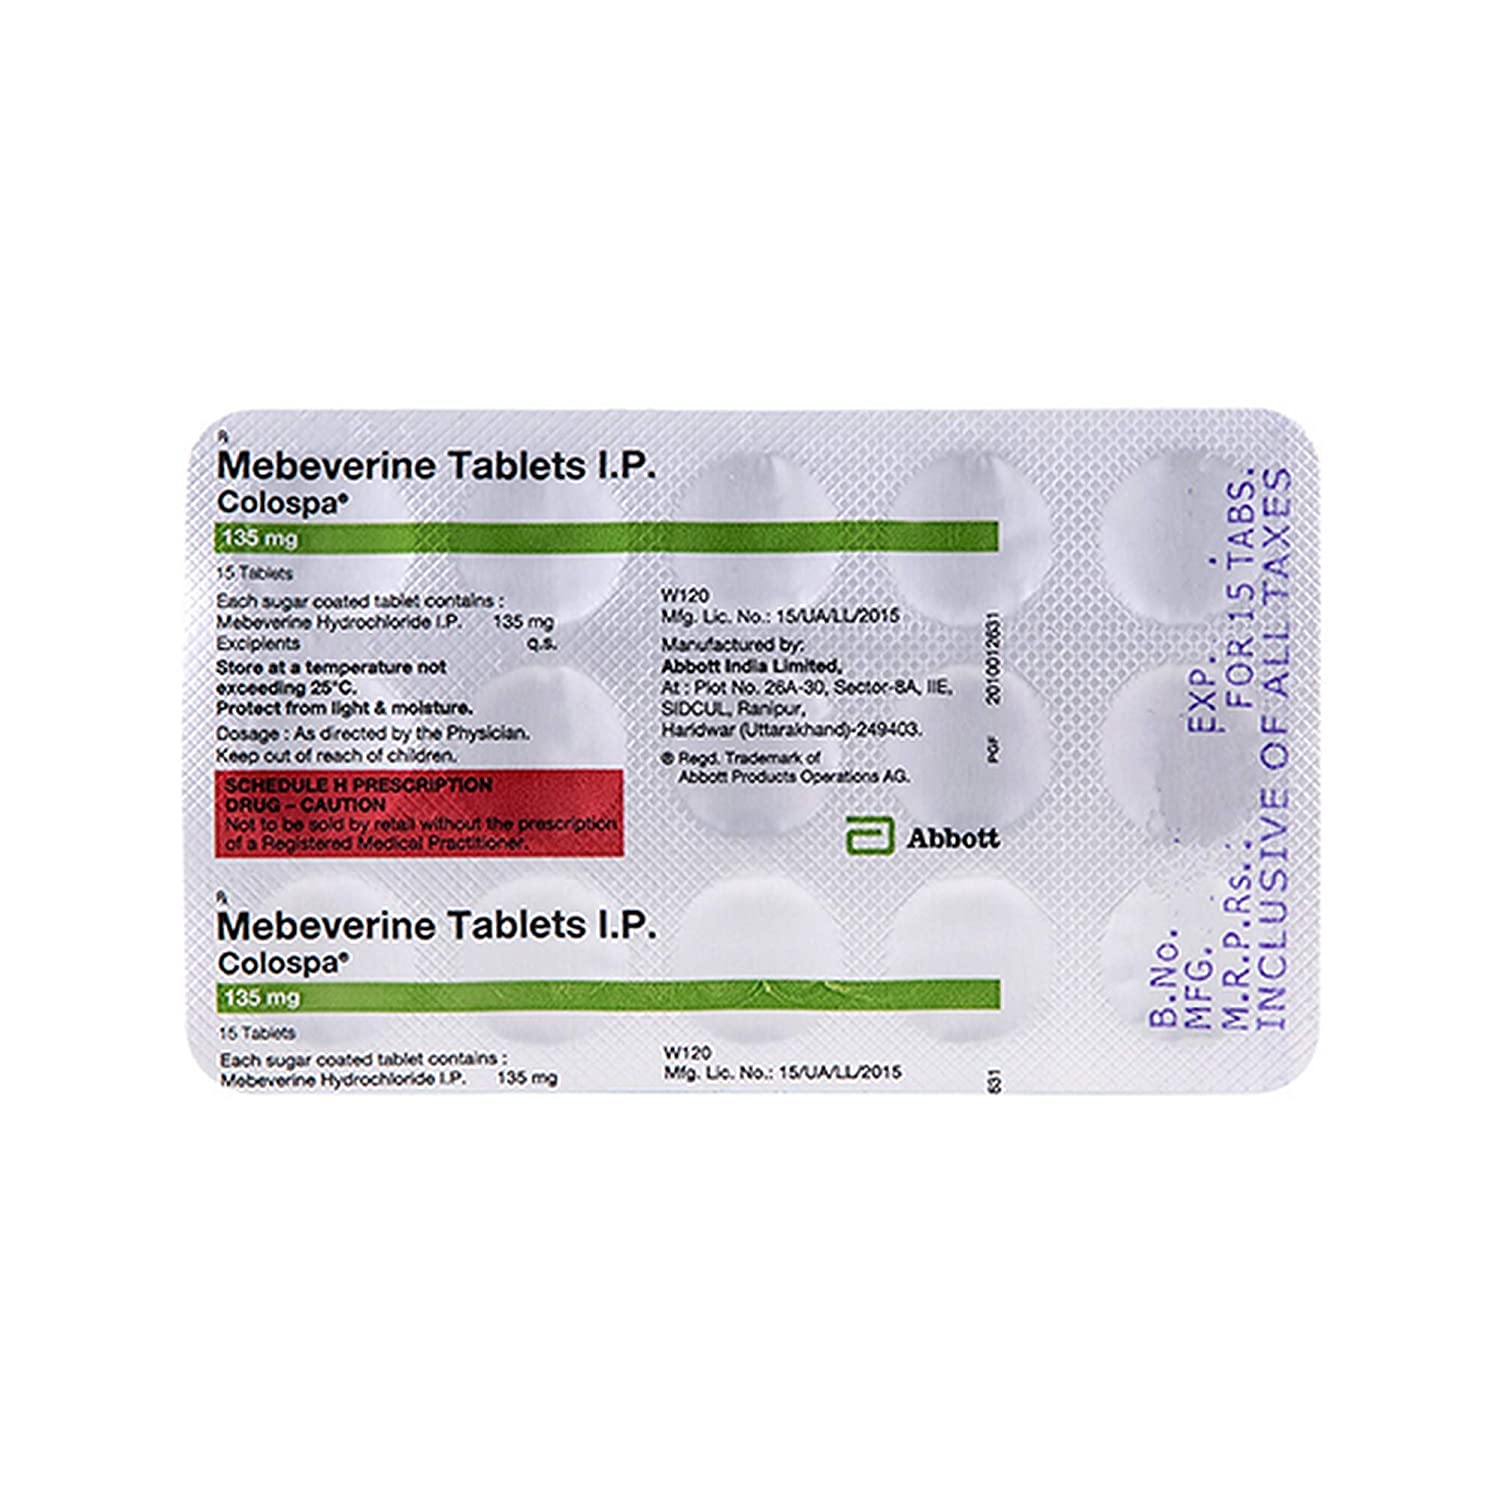 ℞
Mebeverine Tablets I.P.
Colospa®
135 mg
15 Tablets
Each sugar coated tablet contains :
Mebeverine Hydrochloride I.P. 135 mg
Excipients q.s.
Store at a temperature not
exceeding 25°C.
Protect from light & moisture.
Dosage : As directed by the Physician.
Keep out of reach of children.
SCHEDULE H PRESCRIPTION
DRUG – CAUTION
Not to be sold by retail without the prescription
of a Registered Medical Practitioner.
W120
Mfg. Lic. No.: 15/UA/LL/2015
Manufactured by:
Abbott India Limited,
At : Plot No. 26A-30, Sector-8A, IIE,
SIDCUL, Ranipur,
Haridwar (Uttarakhand)-249403.
® Regd. Trademark of
Abbott Products Operations AG.
Abbott
PGF 2010012631
℞
Mebeverine Tablets I.P.
Colospa®
135 mg
15 Tablets
Each sugar coated tablet contains :
Mebeverine Hydrochloride I.P. 135 mg
W120
Mfg. Lic. No.: 15/UA/LL/2015
631
B.No.
MFG. EXP.
M.R.P.RS.. FOR 15 TABS.
INCLUSIVE OF ALL TAXES